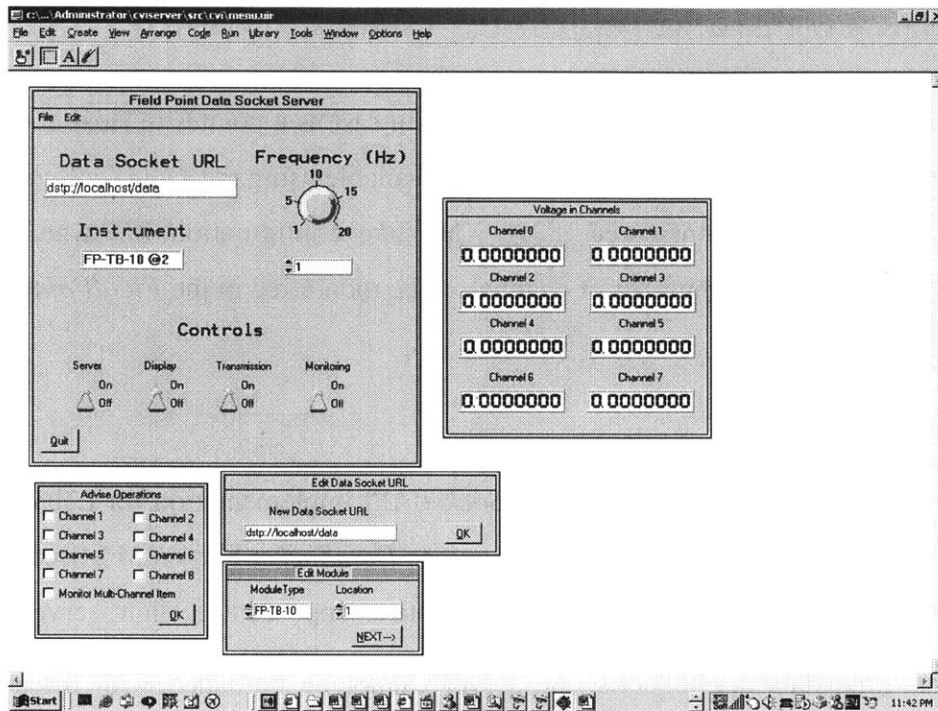 c:\...\Administrator\cviserver\src\cvi\menu.uir
File Edit Create View Arrange Code Run Library Tools Window Options Help
A
Field Point Data Socket Server
File Edit
Data Socket URL
dstp://localhost/data
Frequency (Hz)
10
5 15
1 20
Instrument
FP-TB-10 @2
1
Controls
Server Display Transmission Monitoring
On On On On
Off Off Off Off
Quit
Voltage in Channels
Channel 0 Channel 1
0.0000000 0.0000000
Channel 2 Channel 3
0.0000000 0.0000000
Channel 4 Channel 5
0.0000000 0.0000000
Channel 6 Channel 7
0.0000000 0.0000000
Advise Operations
Channel 1 Channel 2
Channel 3 Channel 4
Channel 5 Channel 6
Channel 7 Channel 8
Monitor Multi-Channel Item
OK
Edit Data Socket URL
New Data Socket URL
dstp://localhost/data OK
Edit Module
Module Type Location
FP-TB-10 1
NEXT-->
Start 11:42 PM